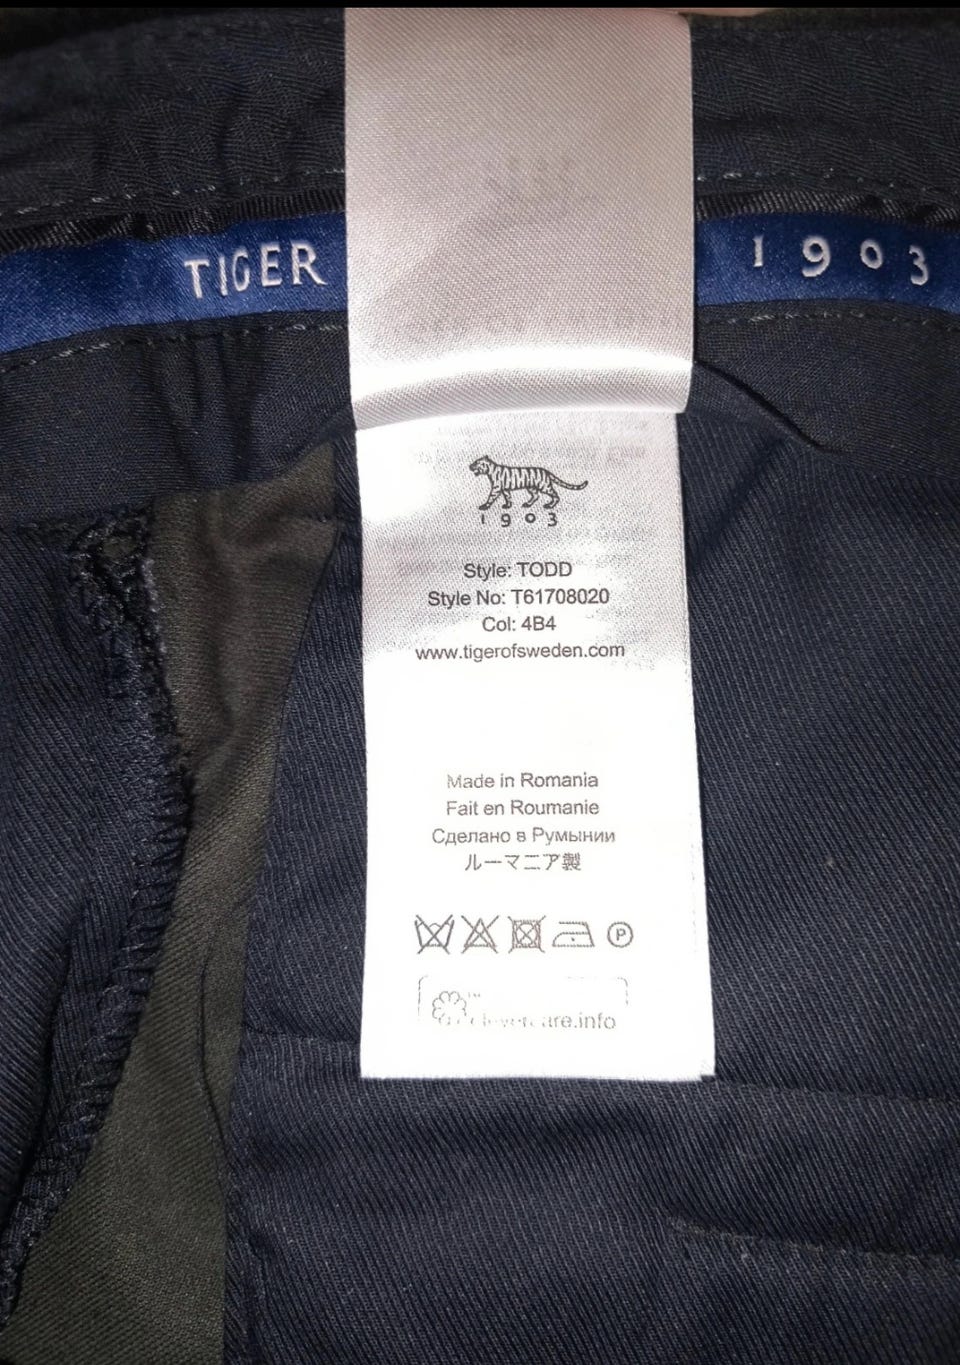 TIGER
1903
1903
Style: TODD
Style No: T61708020
Col: 4B4
www.tigerofsweden.com
Made in Romania
Fait en Roumanie
Сделано в Румынии
ルーマニア製
P
clevercare.info